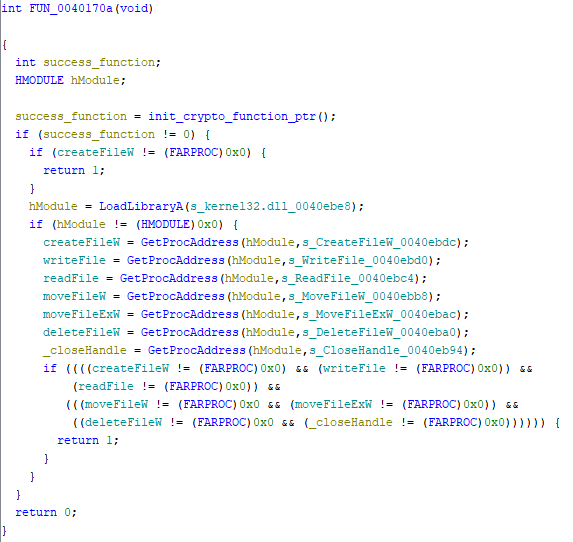 int FUN_0040170a(void)
{
int success_function;
HMODULE hModule;
success_function = init_crypto_function_ptr();
if (success_function != 0) {
if (createFileW != (FARPROC)0x0) {
return 1;
}
hModule = LoadLibraryA(s_kernel32.dll_0040ebe8);
if (hModule != (HMODULE)0x0) {
createFileW = GetProcAddress(hModule,s_CreateFileW_0040ebdc);
writeFile = GetProcAddress(hModule,s_WriteFile_0040ebd0);
readFile = GetProcAddress(hModule,s_ReadFile_0040ebc4);
moveFileW = GetProcAddress(hModule,s_MoveFileW_0040ebb8);
moveFileExW = GetProcAddress(hModule,s_MoveFileExW_0040ebac);
deleteFileW = GetProcAddress(hModule,s_DeleteFileW_0040eba0);
_closeHandle = GetProcAddress(hModule,s_CloseHandle_0040eb94);
if ((((createFileW != (FARPROC)0x0) && (writeFile != (FARPROC)0x0)) &&
(readFile != (FARPROC)0x0)) &&
(((moveFileW != (FARPROC)0x0 && (moveFileExW != (FARPROC)0x0)) &&
((deleteFileW != (FARPROC)0x0 && (_closeHandle != (FARPROC)0x0)))))) {
return 1;
}
}
}
return 0;
}